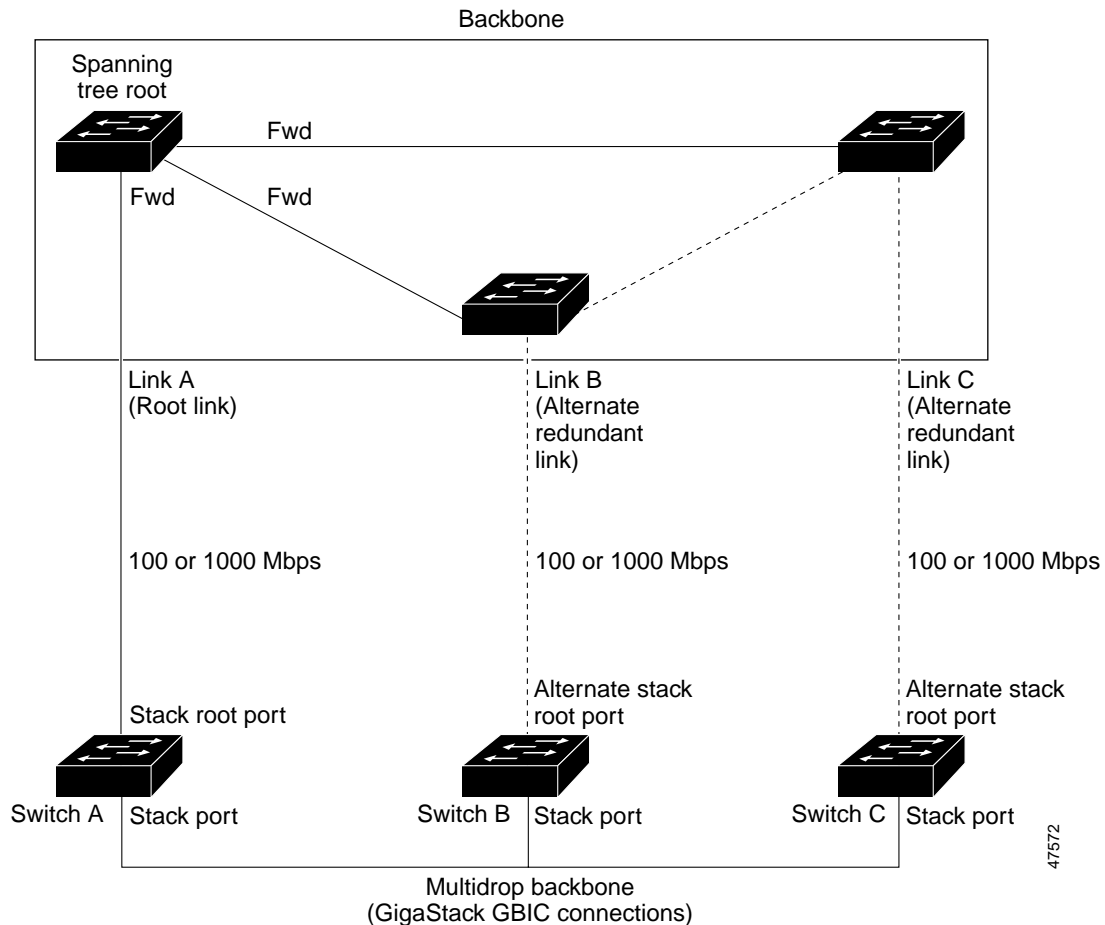 Backbone
Spanning
tree root
Fwd
Fwd
Fwd
Link A
(Root link)
Link B
(Alternate
redundant
link)
Link C
(Alternate
redundant
link)
100 or 1000 Mbps
100 or 1000 Mbps
100 or 1000 Mbps
Stack root port
Alternate stack
root port
Alternate stack
root port
Switch A
Stack port
Switch B
Stack port
Switch C
Stack port
47572
Multidrop backbone
(GigaStack GBIC connections)